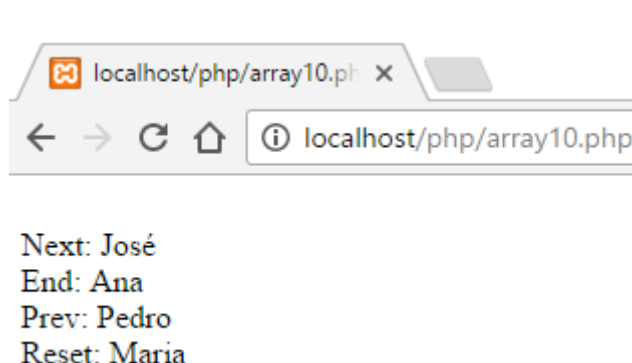 localhost/php/array10.ph
localhost/php/array10.php
Next: José
End: Ana
Prev: Pedro
Reset: Maria